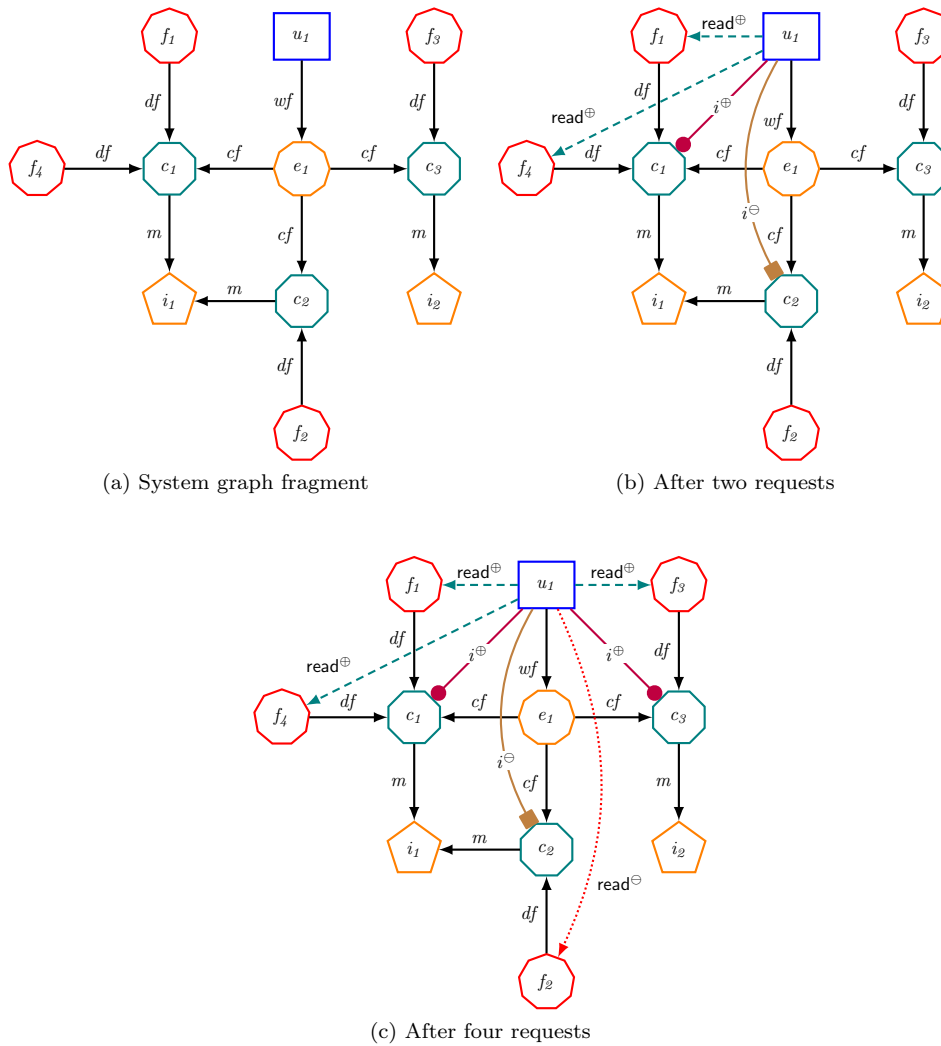 f1 u1 f3 f1 read⊕ u1 f3
df wf df read⊕ df i⊕ wf df
f4 df c1 cf e1 cf c3 f4 df c1 cf e1 cf c3
m cf m m i⊖ cf m
i1 m c2 i2 i1 m c2 i2
df df
f2 f2
(a) System graph fragment (b) After two requests
f1 read⊕ u1 read⊕ f3
read⊕ df i⊕ wf i⊕ df
f4 df c1 cf e1 cf c3
m i⊖ cf m
i1 m c2 i2
df read⊖
f2
(c) After four requests